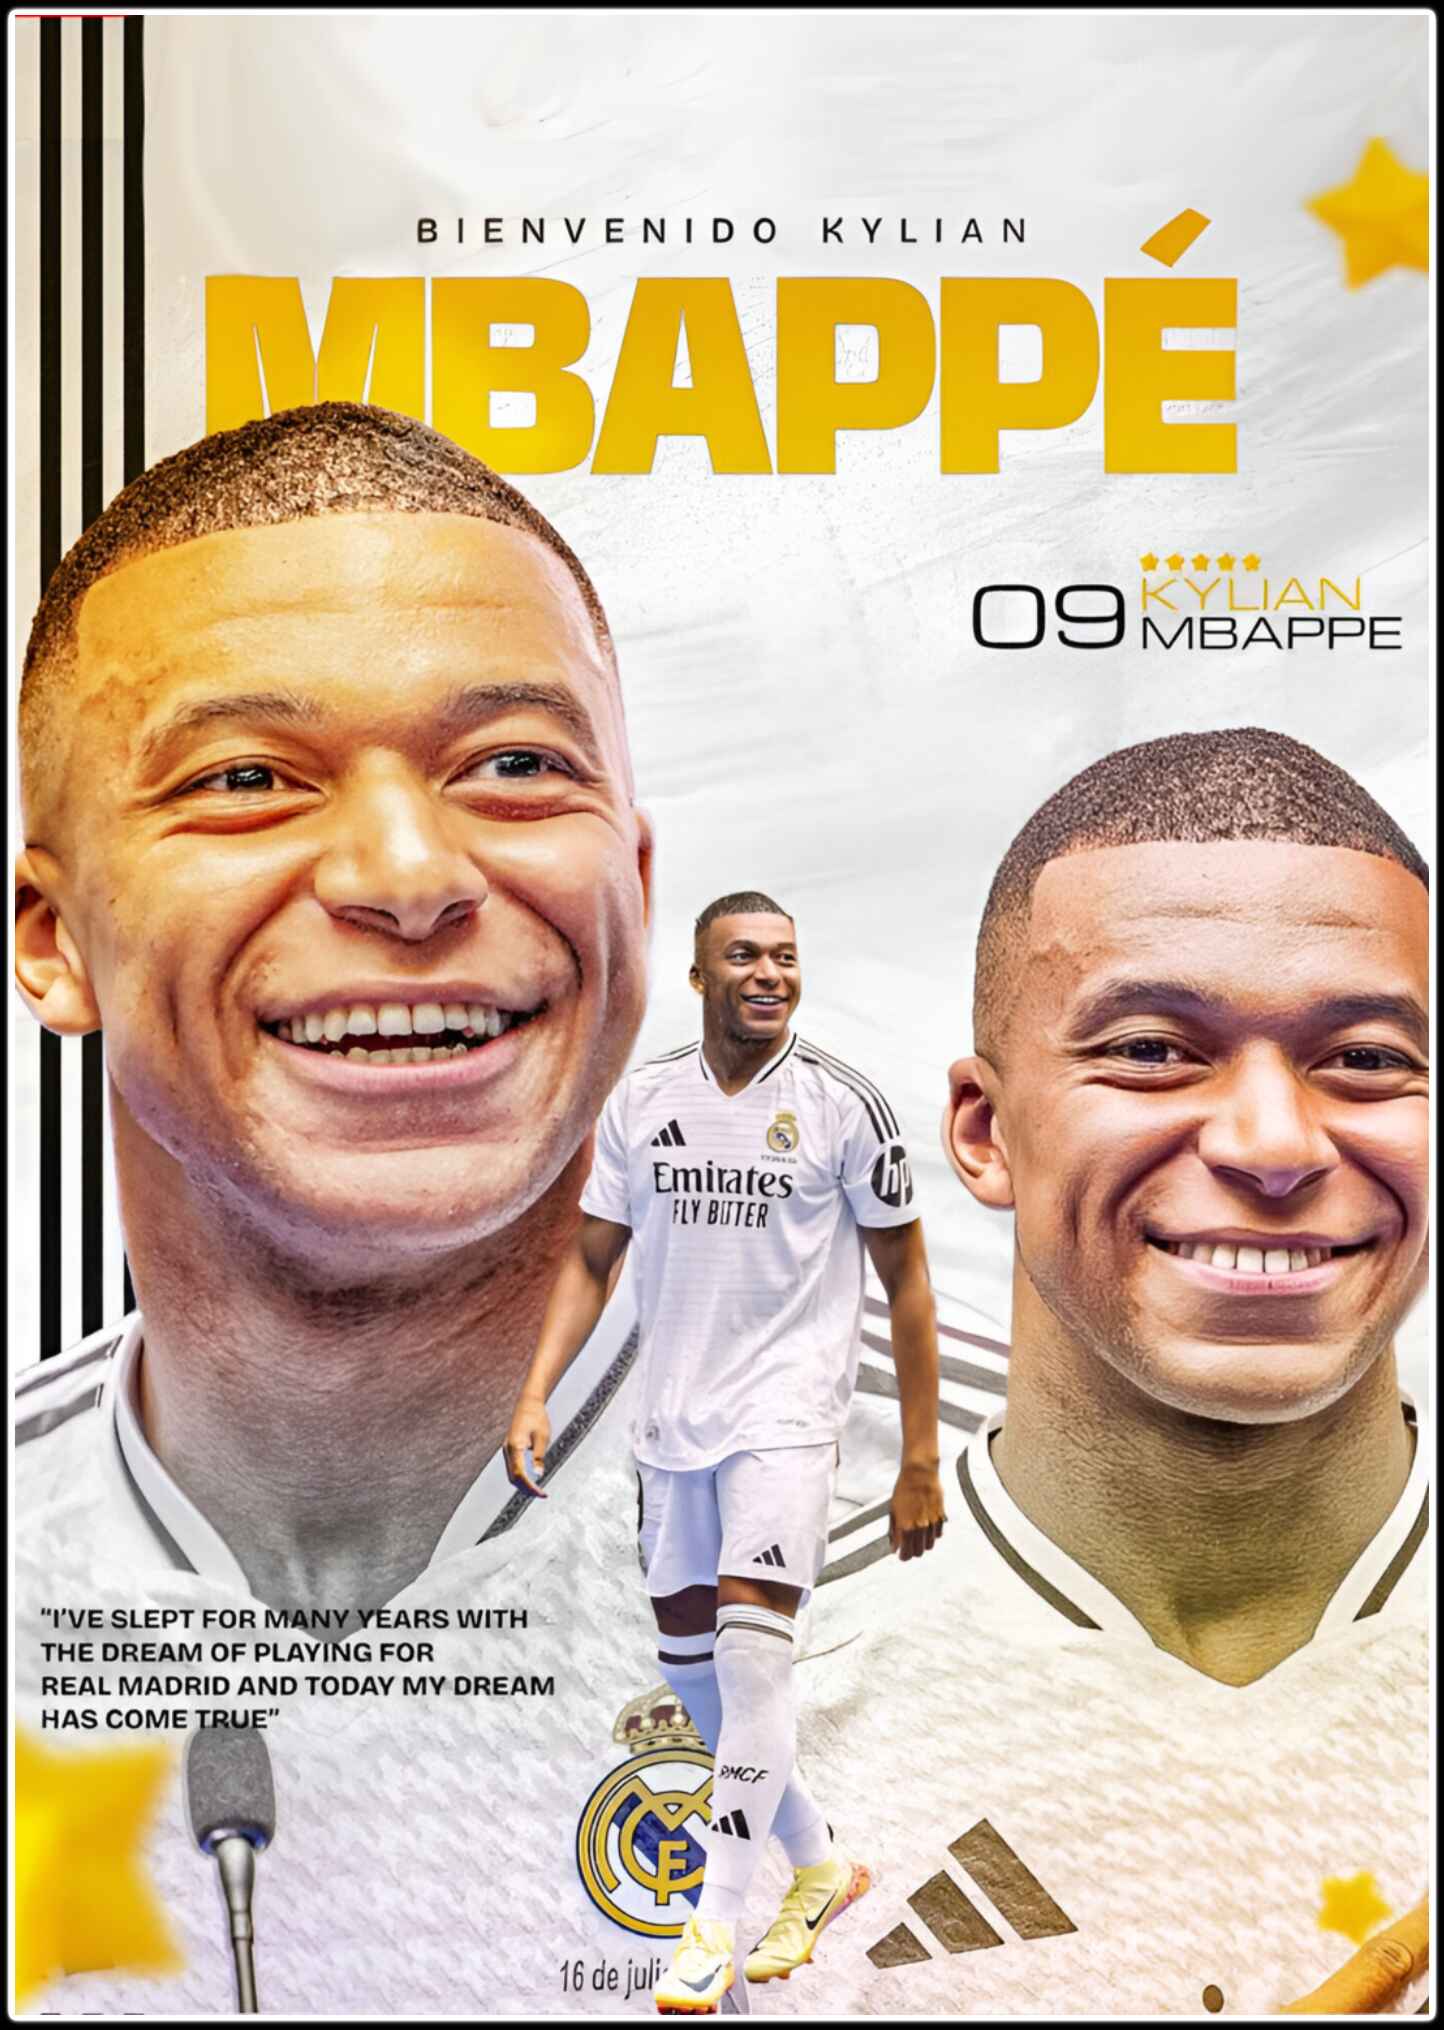 BIENVENIDO KYLIAN
MBAPPÉ
09
KYLIAN
MBAPPE
Emirates
FLY BETTER
hp
"I'VE SLEPT FOR MANY YEARS WITH
THE DREAM OF PLAYING FOR
REAL MADRID AND TODAY MY DREAM
HAS COME TRUE"
RMCF
16 de juli